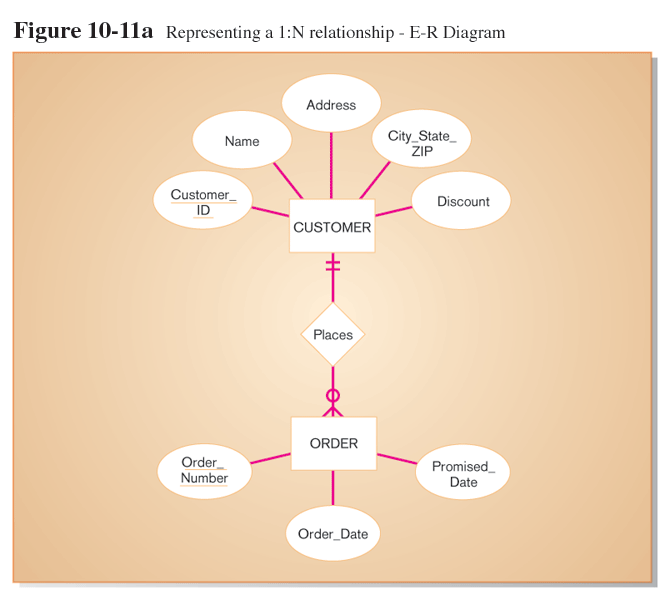 Figure 10-11a Representing a 1:N relationship - E-R Diagram
Address
Name
City_State_
ZIP
Customer_
ID
Discount
CUSTOMER
Places
ORDER
Order_
Number
Promised_
Date
Order_Date